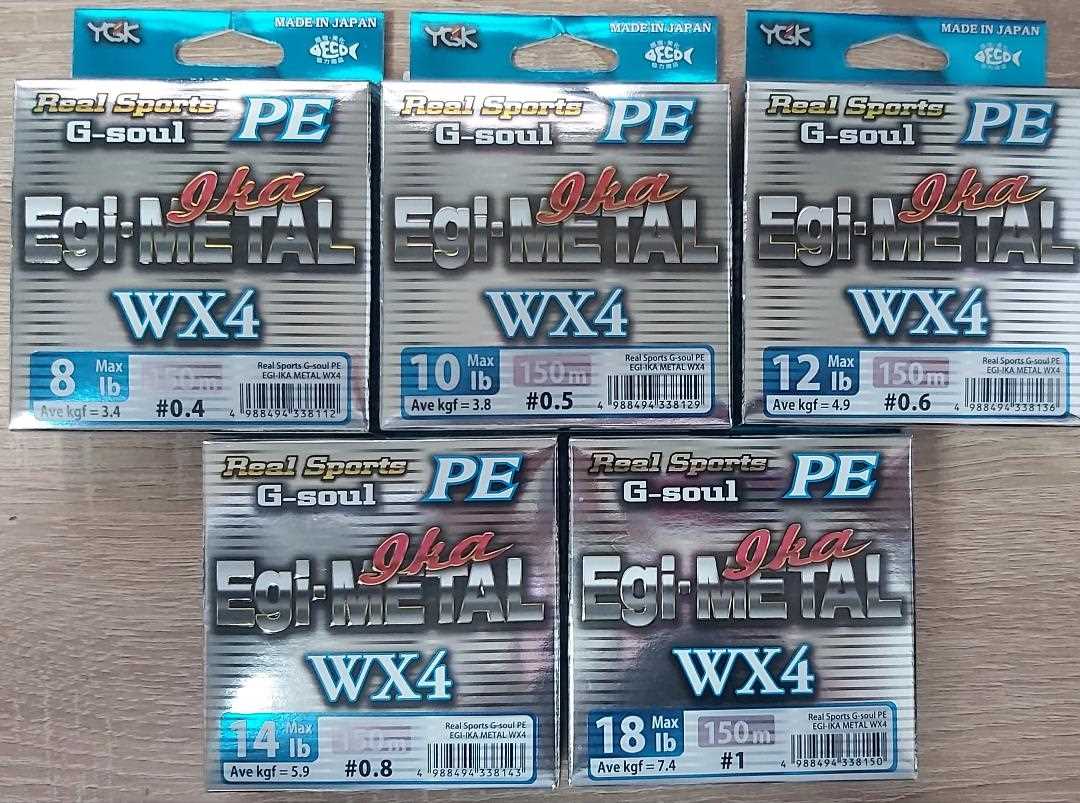 YGK
MADE IN JAPAN
Real Sports
G-soul PE
Ika
Egi-METAL
WX4
8 Max lb 150m
Real Sports G-soul PE
EGI-IKA METAL WX4
Ave kgf = 3.4 #0.4
4 988494 338112
YGK
MADE IN JAPAN
Real Sports
G-soul PE
Ika
Egi-METAL
WX4
10 Max lb 150m
Real Sports G-soul PE
EGI-IKA METAL WX4
Ave kgf = 3.8 #0.5
4 988494 338129
YGK
MADE IN JAPAN
Real Sports
G-soul PE
Ika
Egi-METAL
WX4
12 Max lb 150m
Real Sports G-soul PE
EGI-IKA METAL WX4
Ave kgf = 4.9 #0.6
4 988494 338136
Real Sports
G-soul PE
Ika
Egi-METAL
WX4
14 Max lb 150m
Real Sports G-soul PE
EGI-IKA METAL WX4
Ave kgf = 5.9 #0.8
4 988494 338143
Real Sports
G-soul PE
Ika
Egi-METAL
WX4
18 Max lb 150m
Real Sports G-soul PE
EGI-IKA METAL WX4
Ave kgf = 7.4 #1
4 988494 338150